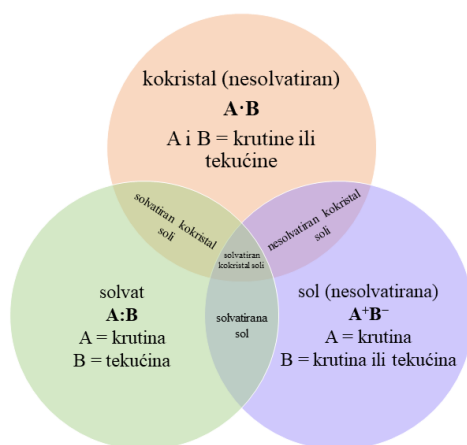 kokristal (nesolvatiran)
A·B
A i B = krutine ili
tekućine
solvatiran kokristal
soli
nesolvatiran kokristal
soli
solvatiran
kokristal soli
solvat
A:B
A = krutina
B = tekućina
solvatirana
sol
sol (nesolvatirana)
A⁺B⁻
A = krutina
B = krutina ili tekućina